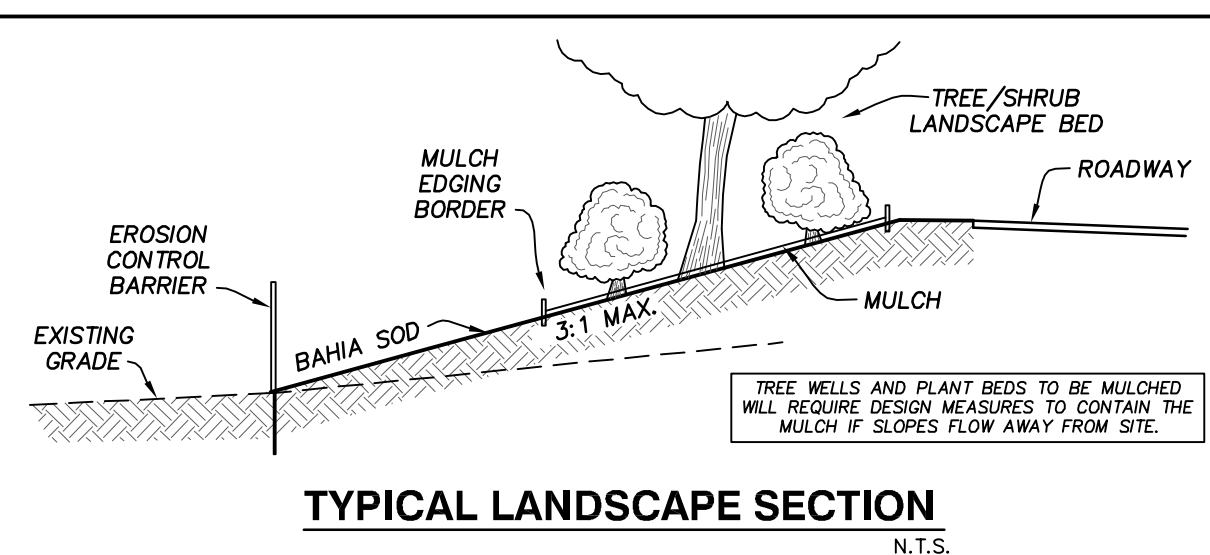 TREE/SHRUB
LANDSCAPE BED
MULCH
EDGING
BORDER
ROADWAY
EROSION
CONTROL
BARRIER
MULCH
3:1 MAX.
BAHIA SOD
EXISTING
GRADE
TREE WELLS AND PLANT BEDS TO BE MULCHED
WILL REQUIRE DESIGN MEASURES TO CONTAIN THE
MULCH IF SLOPES FLOW AWAY FROM SITE.
TYPICAL LANDSCAPE SECTION
N.T.S.